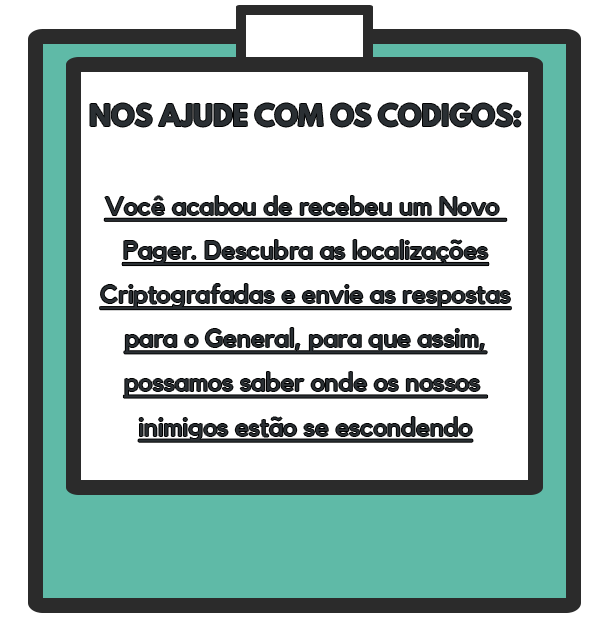 NOS AJUDE COM OS CODIGOS:
Você acabou de recebeu um Novo
Pager. Descubra as localizações
Criptografadas e envie as respostas
para o General, para que assim,
possamos saber onde os nossos
inimigos estão se escondendo